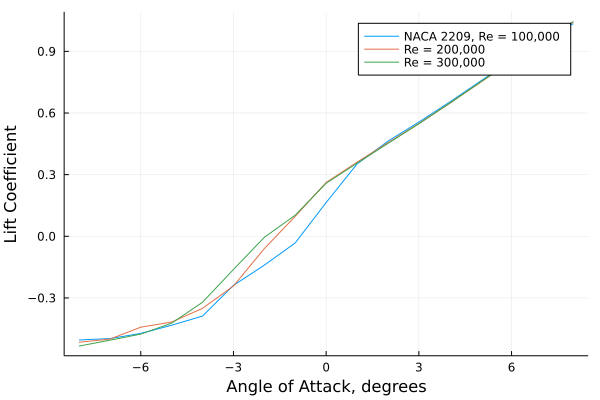 NACA 2209, Re = 100,000
Re = 200,000
Re = 300,000
0.9
0.6
0.3
0.0
−0.3
Lift Coefficient
−6
−3
0
3
6
Angle of Attack, degrees